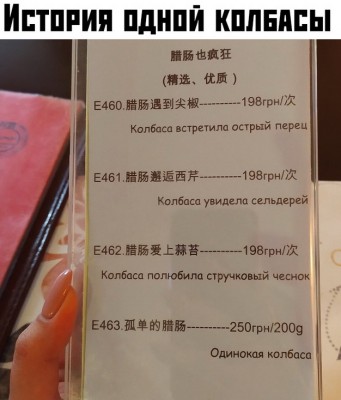 История одной колбасы
腊肠也疯狂
(精选、优质)
E460.腊肠遇到尖椒----------198грн/次
Колбаса встретила острый перец
E461.腊肠邂逅西芹----------198грн/次
Колбаса увидела сельдерей
E462.腊肠爱上蒜苔----------198грн/次
Колбаса полюбила стручковый чеснок
E463.孤单的腊肠----------250грн/200g
Одинокая колбаса